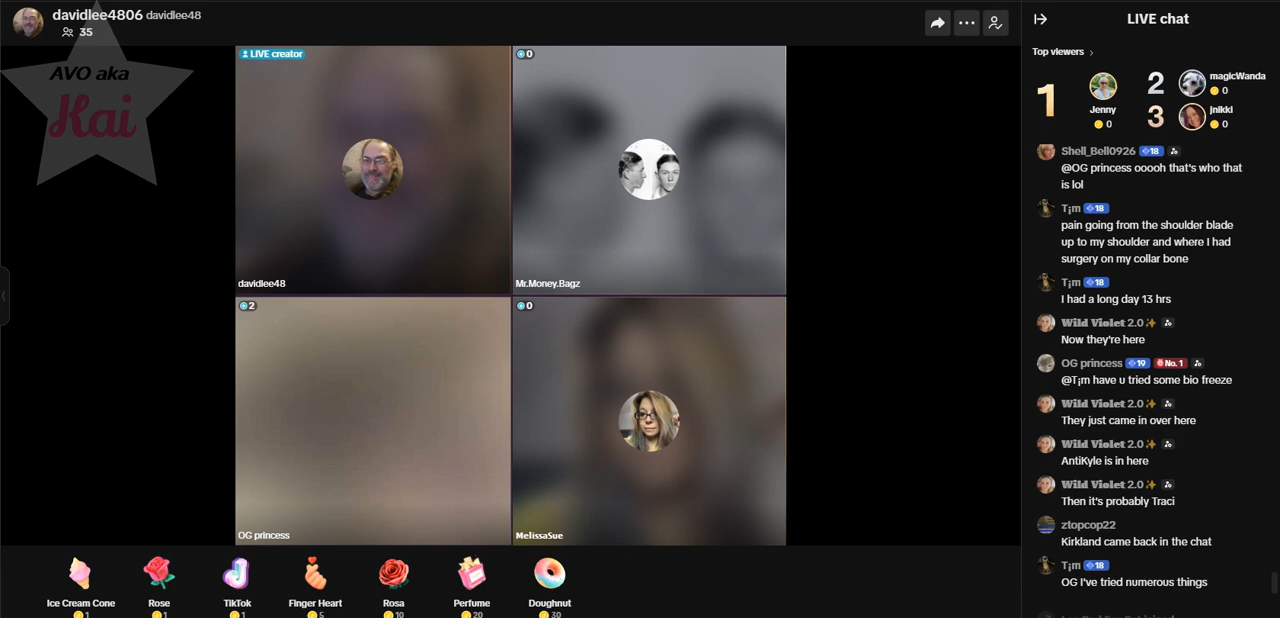 davidlee4806 davidlee48
35
AVO aka
Kai
LIVE creator
0
davidlee48
Mr.Money.Bagz
2
0
OG princess
MelissaSue
Ice Cream Cone
1
Rose
1
TikTok
1
Finger Heart
5
Rosa
10
Perfume
20
Doughnut
30
LIVE chat
Top viewers
1
Jenny
0
2
magicWanda
0
3
jnikki
0
Shell_Bell0926 18
@OG princess ooooh that's who that
is lol
T¡m 18
pain going from the shoulder blade
up to my shoulder and where I had
surgery on my collar bone
T¡m 18
I had a long day 13 hrs
Wild Violet 2.0✨
Now they're here
OG princess 19 No. 1
@T¡m have u tried some bio freeze
Wild Violet 2.0✨
They just came in over here
Wild Violet 2.0✨
AntiKyle is in here
Wild Violet 2.0✨
Then it's probably Traci
ztopcop22
Kirkland came back in the chat
T¡m 18
OG I've tried numerous things